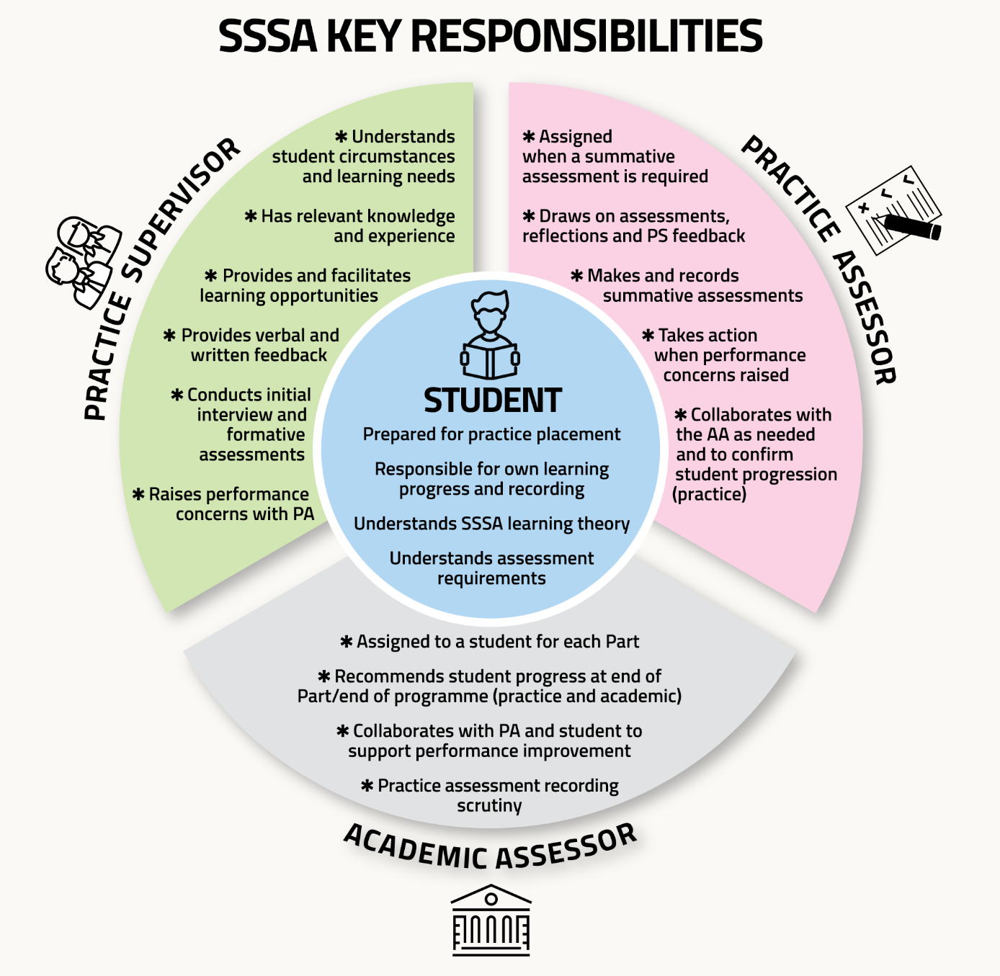 SSSA KEY RESPONSIBILITIES
PRACTICE SUPERVISOR
✱ Understands
student circumstances
and learning needs
✱ Has relevant knowledge
and experience
✱ Provides and facilitates
learning opportunities
✱ Provides verbal and
written feedback
✱ Conducts initial
interview and
formative
assessments
✱ Raises performance
concerns with PA
PRACTICE ASSESSOR
✱ Assigned
when a summative
assessment is required
✱ Draws on assessments,
reflections and PS feedback
✱ Makes and records
summative assessments
✱ Takes action
when performance
concerns raised
✱ Collaborates with
the AA as needed
and to confirm
student progression
(practice)
STUDENT
Prepared for practice placement
Responsible for own learning
progress and recording
Understands SSSA learning theory
Understands assessment
requirements
✱ Assigned to a student for each Part
✱ Recommends student progress at end of
Part/end of programme (practice and academic)
✱ Collaborates with PA and student to
support performance improvement
✱ Practice assessment recording
scrutiny
ACADEMIC ASSESSOR